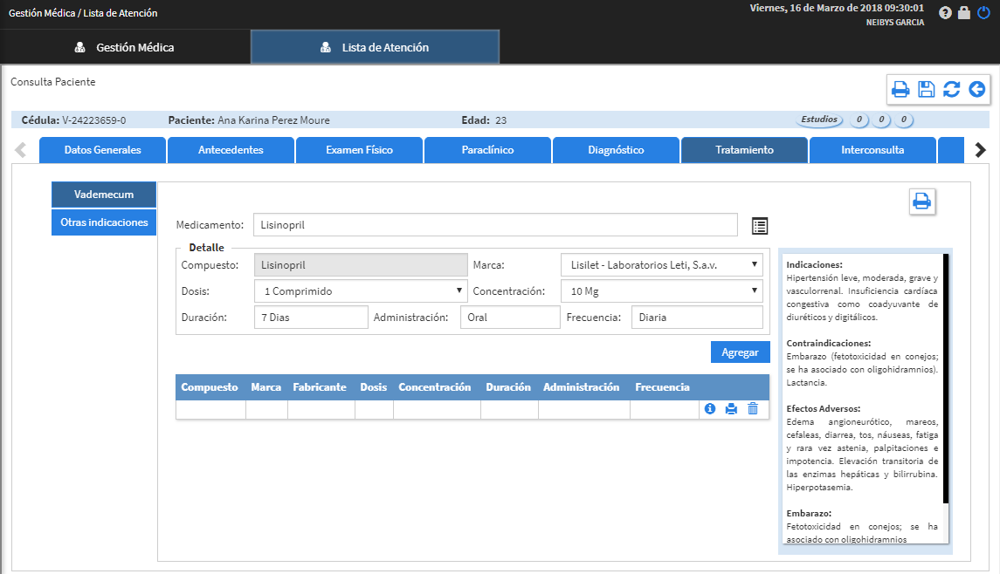 Gestión Médica / Lista de Atención
Viernes, 16 de Marzo de 2018 09:30:01
NEIBYS GARCIA
Gestión Médica
Lista de Atención
Consulta Paciente
Cédula: V-24223659-0 Paciente: Ana Karina Perez Moure Edad: 23 Estudios 0 0 0
Datos Generales Antecedentes Examen Físico Paraclínico Diagnóstico Tratamiento Interconsulta
Vademecum
Otras indicaciones
Medicamento: Lisinopril
Detalle
Compuesto: Lisinopril Marca: Lisilet - Laboratorios Leti, S.a.v.
Dosis: 1 Comprimido Concentración: 10 Mg
Duración: 7 Dias Administración: Oral Frecuencia: Diaria
Agregar
Compuesto Marca Fabricante Dosis Concentración Duración Administración Frecuencia
Indicaciones:
Hipertensión leve, moderada, grave y
vasculorrenal. Insuficiencia cardíaca
congestiva como coadyuvante de
diuréticos y digitálicos.
Contraindicaciones:
Embarazo (fetotoxicidad en conejos;
se ha asociado con oligohidramnios).
Lactancia.
Efectos Adversos:
Edema angioneurótico, mareos,
cefaleas, diarrea, tos, náuseas, fatiga
y rara vez astenia, palpitaciones e
impotencia. Elevación transitoria de
las enzimas hepáticas y bilirrubina.
Hiperpotasemia.
Embarazo:
Fetotoxicidad en conejos; se ha
asociado con oligohidramnios